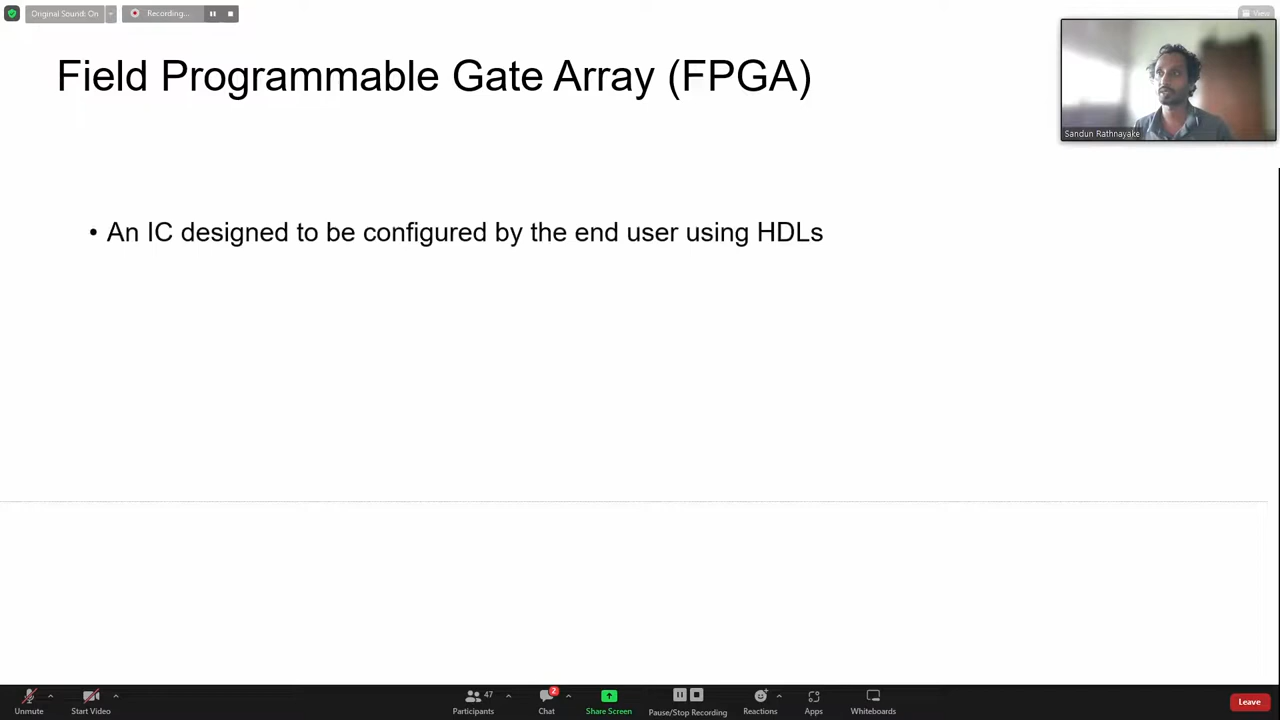 Original Sound: On
Recording...
View
Field Programmable Gate Array (FPGA)
Sandun Rathnayake
• An IC designed to be configured by the end user using HDLs
Unmute
Start Video
47
Participants
2
Chat
Share Screen
Pause/Stop Recording
Reactions
Apps
Whiteboards
Leave